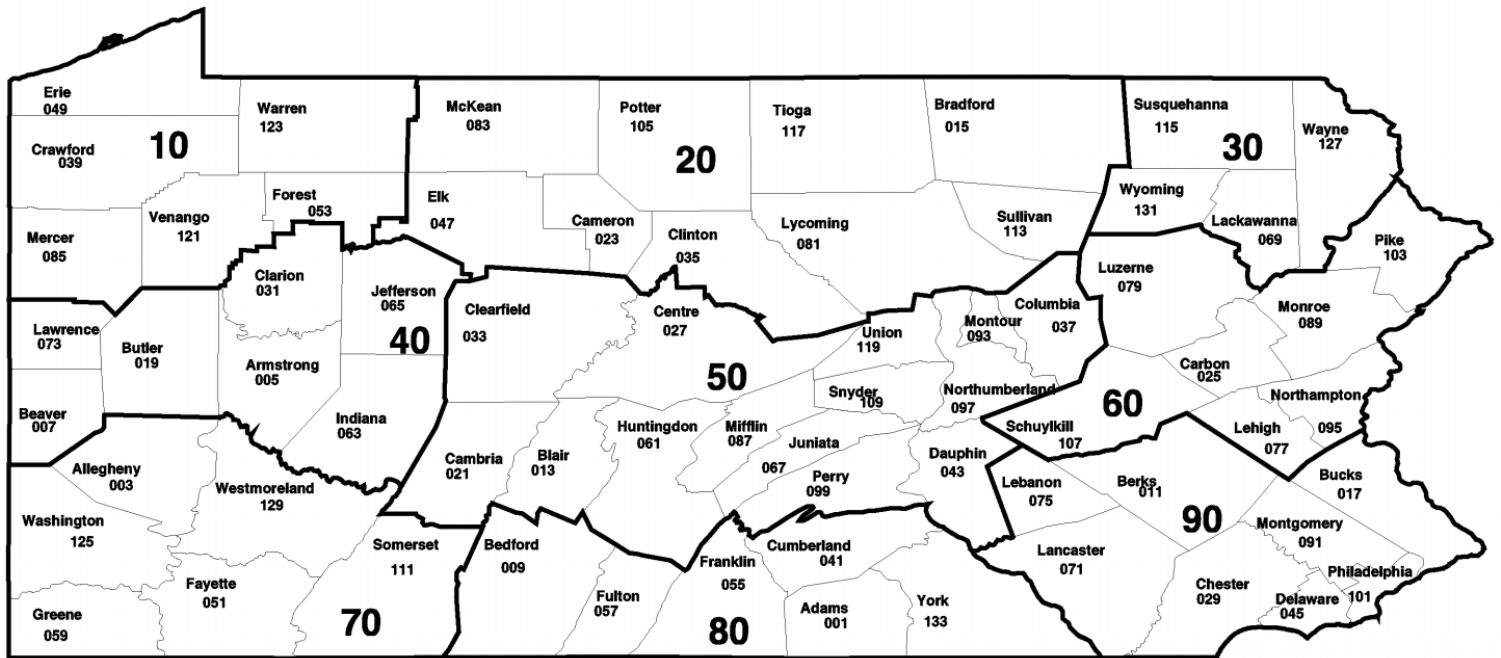 Erie
049
Warren
123
McKean
083
Potter
105
Tioga
117
Bradford
015
Susquehanna
115
Wayne
127
Crawford
039
10
20
30
Mercer
085
Venango
121
Forest
053
Elk
047
Cameron
023
Clinton
035
Lycoming
081
Sullivan
113
Wyoming
131
Lackawanna
069
Pike
103
Clarion
031
Jefferson
065
Clearfield
033
Centre
027
Union
119
Montour
093
Columbia
037
Luzerne
079
Monroe
089
Lawrence
073
Butler
019
Armstrong
005
40
50
Snyder
109
Northumberland
097
60
Carbon
025
Northampton
095
Beaver
007
Indiana
063
Cambria
021
Blair
013
Huntingdon
061
Mifflin
087
Juniata
067
Perry
099
Dauphin
043
Schuylkill
107
Lehigh
077
Allegheny
003
Westmoreland
129
Lebanon
075
Berks
011
Bucks
017
Washington
125
Somerset
111
Bedford
009
Franklin
055
Cumberland
041
Lancaster
071
90
Montgomery
091
Greene
059
Fayette
051
70
Fulton
057
80
Adams
001
York
133
Chester
029
Delaware
045
Philadelphia
101